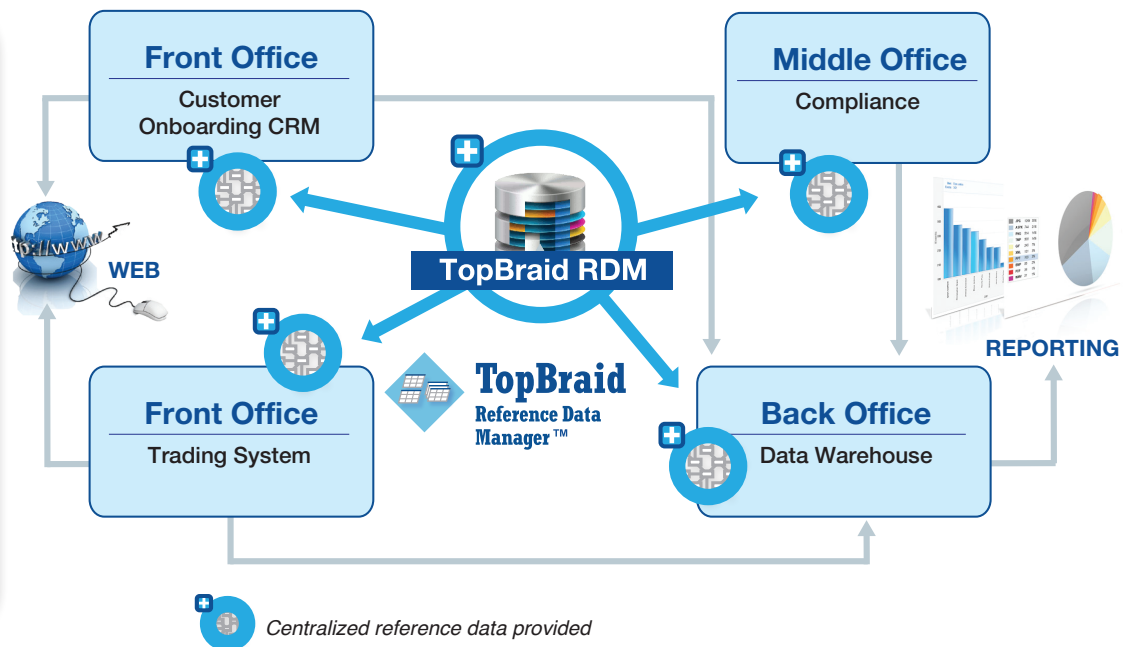 Front Office
Customer
Onboarding CRM
Middle Office
Compliance
TopBraid RDM
WEB
REPORTING
TopBraid
Reference Data
Manager™
Front Office
Trading System
Back Office
Data Warehouse
Centralized reference data provided